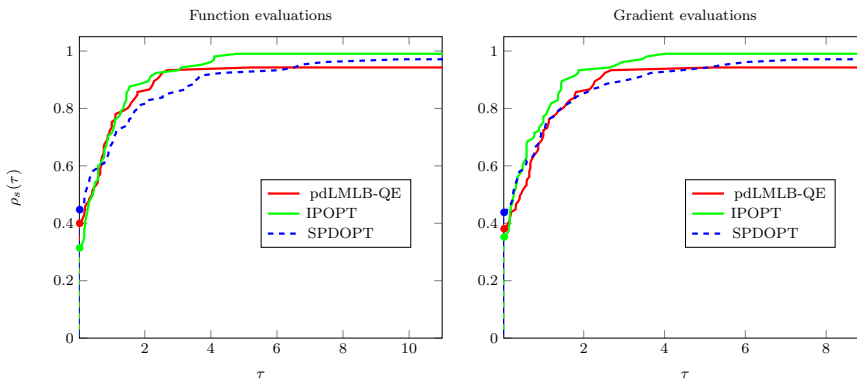 Function evaluations
1
0.8
0.6
0.4
0.2
0
2
4
6
8
10
ρs(τ)
τ
pdLMLB-QE
IPOPT
SPDOPT
Gradient evaluations
1
0.8
0.6
0.4
0.2
0
2
4
6
8
τ
pdLMLB-QE
IPOPT
SPDOPT